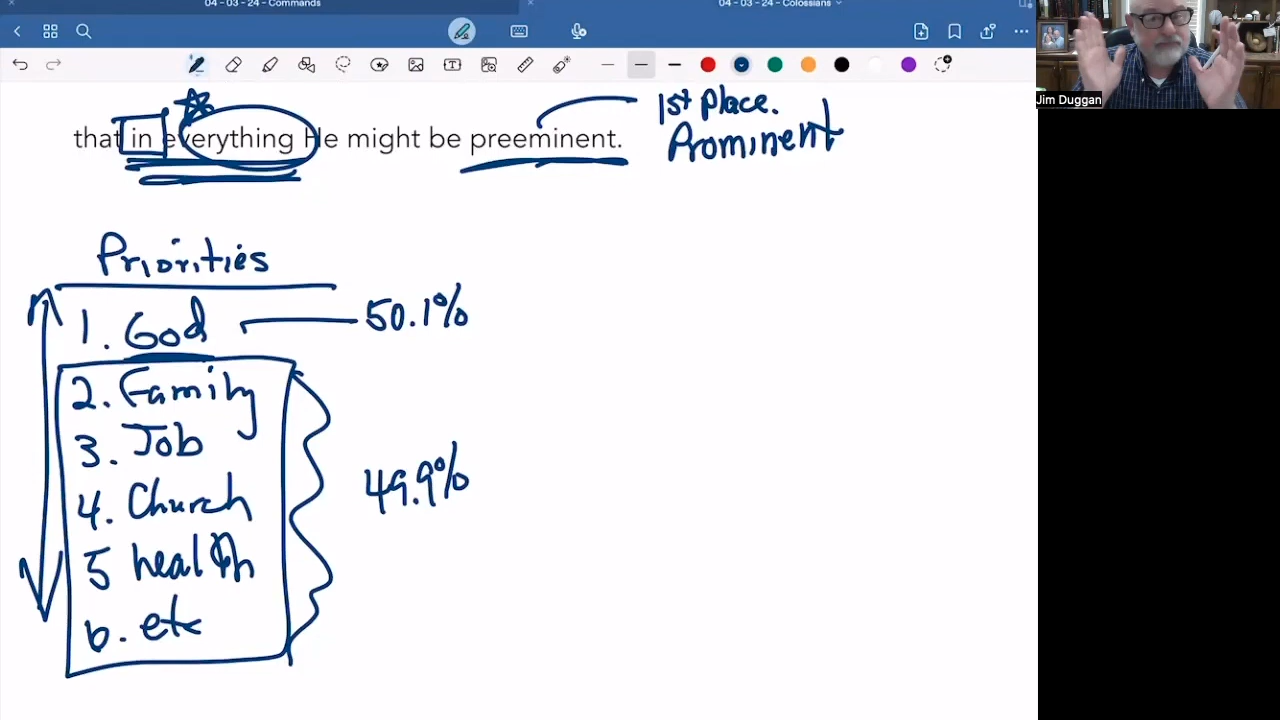 04 - 03 - 24 - Commands
04 - 03 - 24 - Colossians
that in everything He might be preeminent.
1st Place.
Prominent
Priorities
1. God
50.1%
2. Family
3. Job
4. Church
49.9%
5 health
6. etc
Jim Duggan